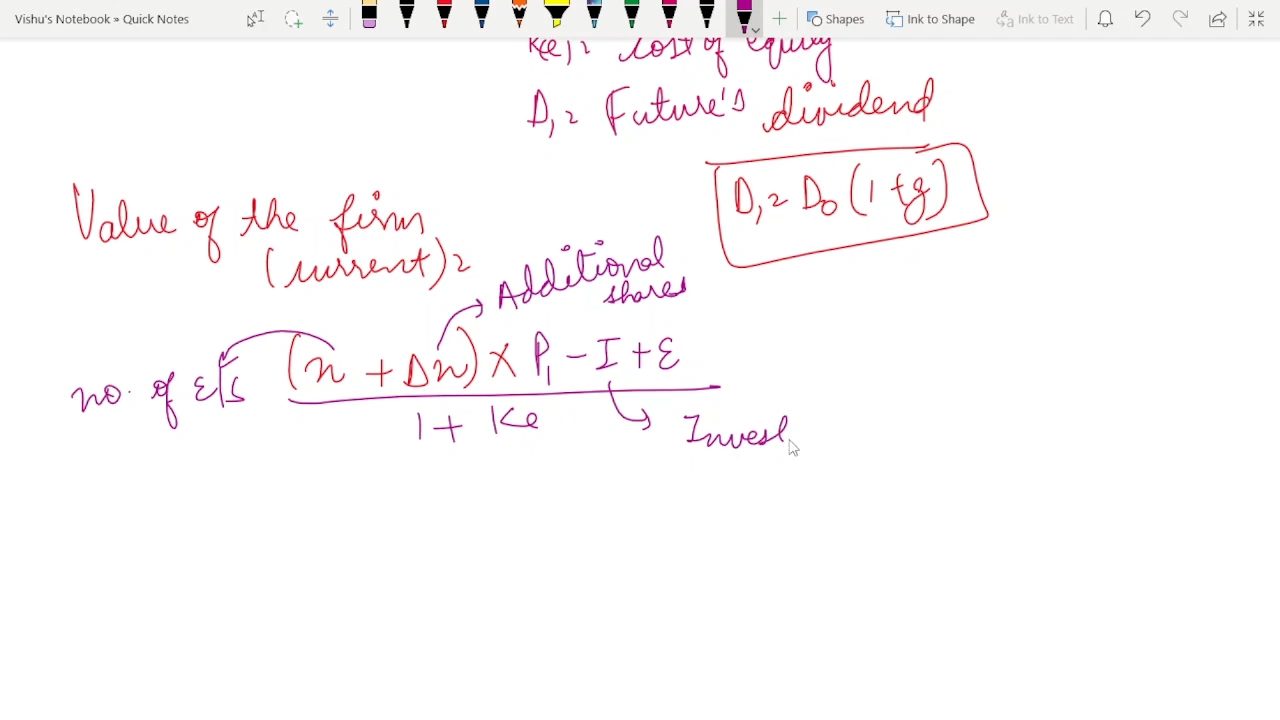 Vishu's Notebook » Quick Notes
Shapes
Ink to Shape
Ink to Text
Ke, = Cost of equity
D1 = Future's dividend
D1 = D0 (1 + g)
Value of the firm
(current) =
Additional
shares
no. of E/S
(n + Δn) × P1 - I + E
1 + Ke
Invest